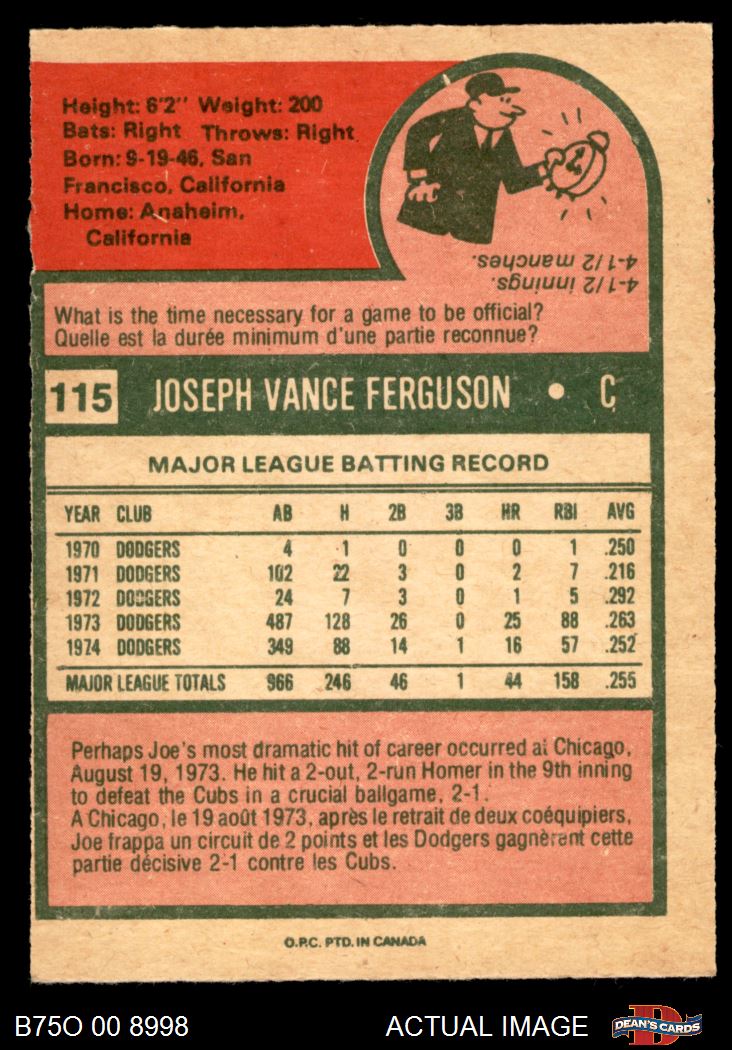 Height: 6'2" Weight: 200
Bats: Right Throws: Right
Born: 9-19-46, San
Francisco, California
Home: Anaheim,
California
4-1/2 innings.
4-1/2 manches.
What is the time necessary for a game to be official?
Quelle est la durée minimum d'une partie reconnue?
115 JOSEPH VANCE FERGUSON • C
MAJOR LEAGUE BATTING RECORD
YEAR CLUB AB H 2B 3B HR RBI AVG
1970 DODGERS 4 1 0 0 0 1 .250
1971 DODGERS 102 22 3 0 2 7 .216
1972 DODGERS 24 7 3 0 1 5 .292
1973 DODGERS 487 128 26 0 25 88 .263
1974 DODGERS 349 88 14 1 16 57 .252
MAJOR LEAGUE TOTALS 966 246 46 1 44 158 .255
Perhaps Joe's most dramatic hit of career occurred at Chicago,
August 19, 1973. He hit a 2-out, 2-run Homer in the 9th inning
to defeat the Cubs in a crucial ballgame, 2-1.
A Chicago, le 19 août 1973, après le retrait de deux coéquipiers,
Joe frappa un circuit de 2 points et les Dodgers gagnèrent cette
partie décisive 2-1 contre les Cubs.
O.P.C. PTD. IN CANADA
B75O 00 8998 ACTUAL IMAGE DEAN'S CARDS